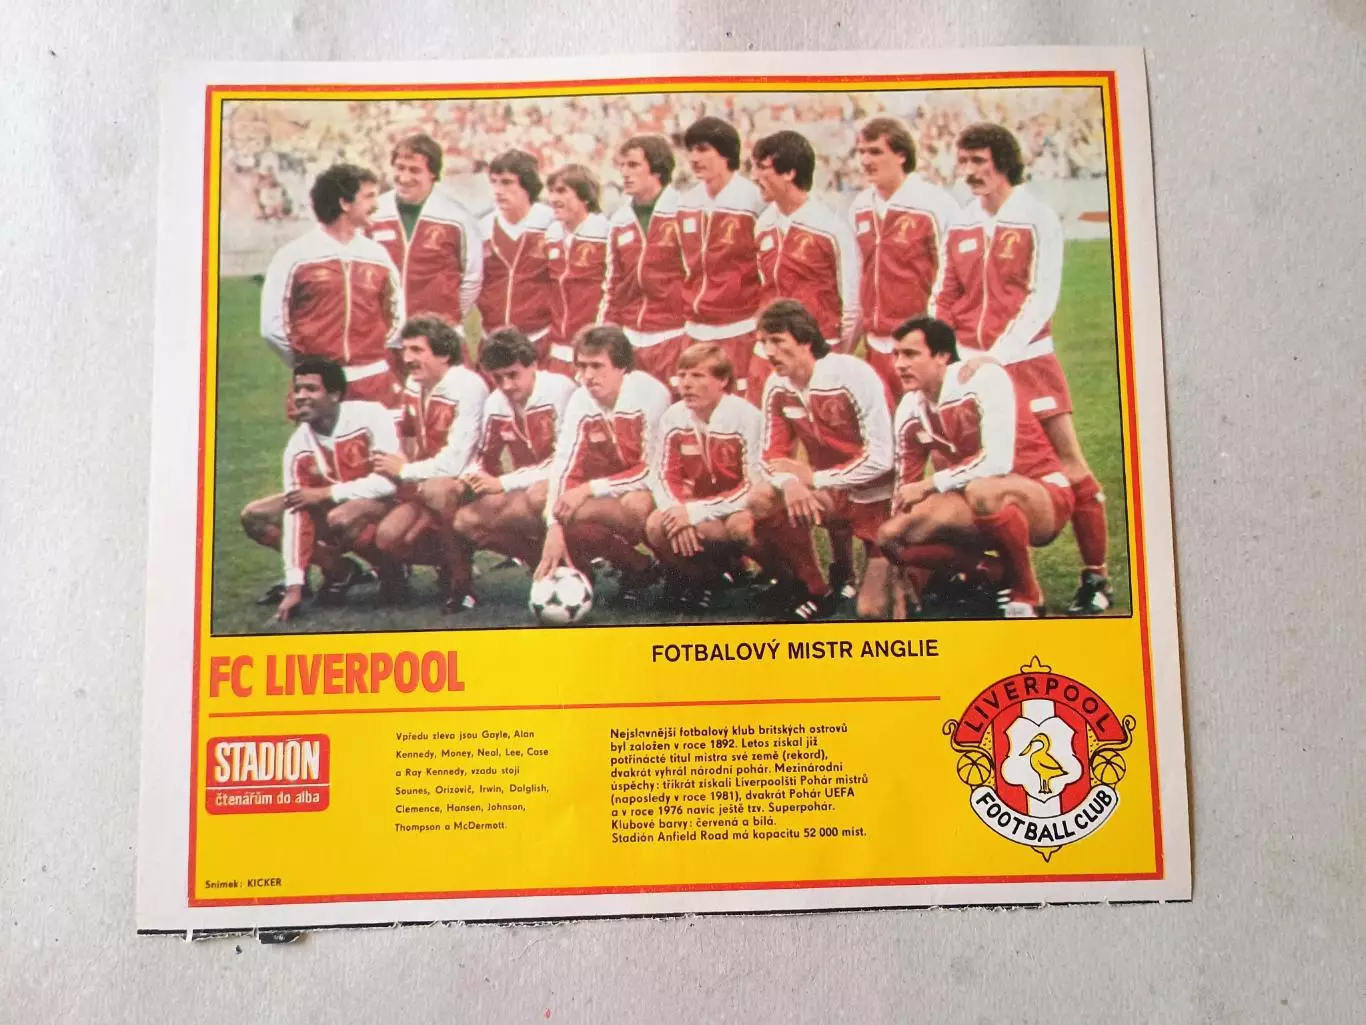 FC LIVERPOOL
FOTBALOVÝ MISTR ANGLIE
STADIÓN
čtenářům do alba
Vpředu zleva jsou Gayle, Alan
Kennedy, Money, Neal, Lee, Case
a Ray Kennedy, vzadu stojí
Sounes, Orizovič, Irwin, Dalglish,
Clemence, Hansen, Johnson,
Thompson a McDermott.
Nejslavnější fotbalový klub britských ostrovů
byl založen v roce 1892. Letos získal již
potřinácté titul mistra své země (rekord),
dvakrát vyhrál národní pohár. Mezinárodní
úspěchy: třikrát získali Liverpoolští Pohár mistrů
(naposledy v roce 1981), dvakrát Pohár UEFA
a v roce 1976 navíc ještě tzv. Superpohár.
Klubové barvy: červená a bílá.
Stadión Anfield Road má kapacitu 52 000 míst.
LIVERPOOL
FOOTBALL CLUB
Snímek: KICKER